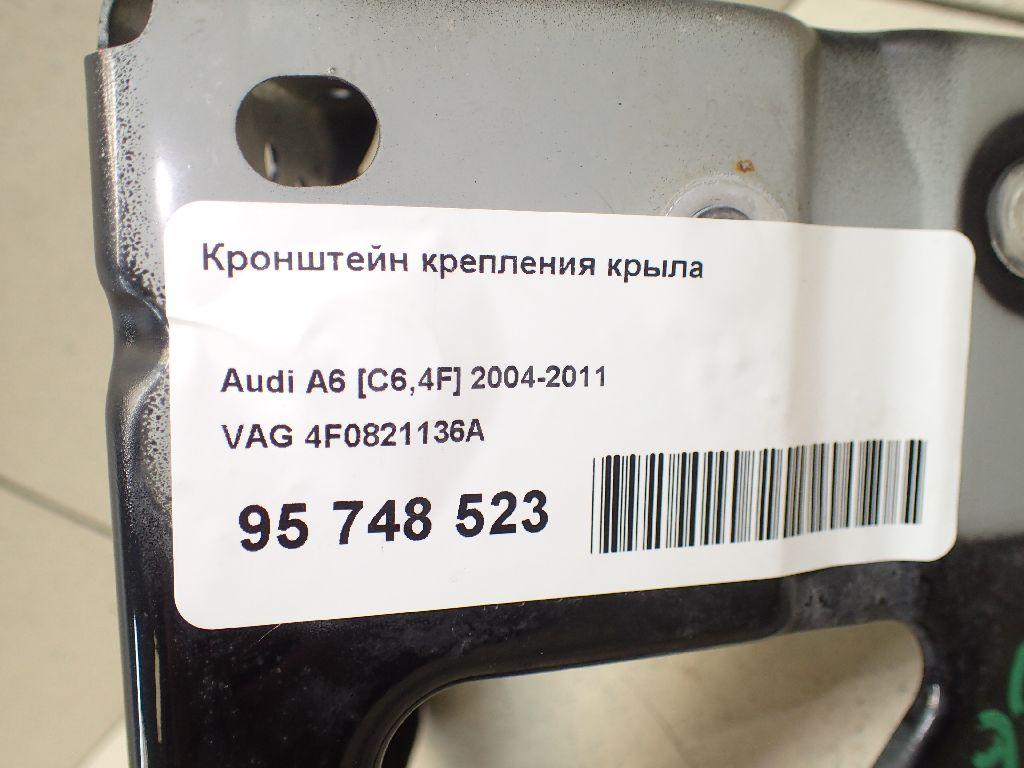 Кронштейн крепления крыла
Audi A6 [C6,4F] 2004-2011
VAG 4F0821136A
95 748 523